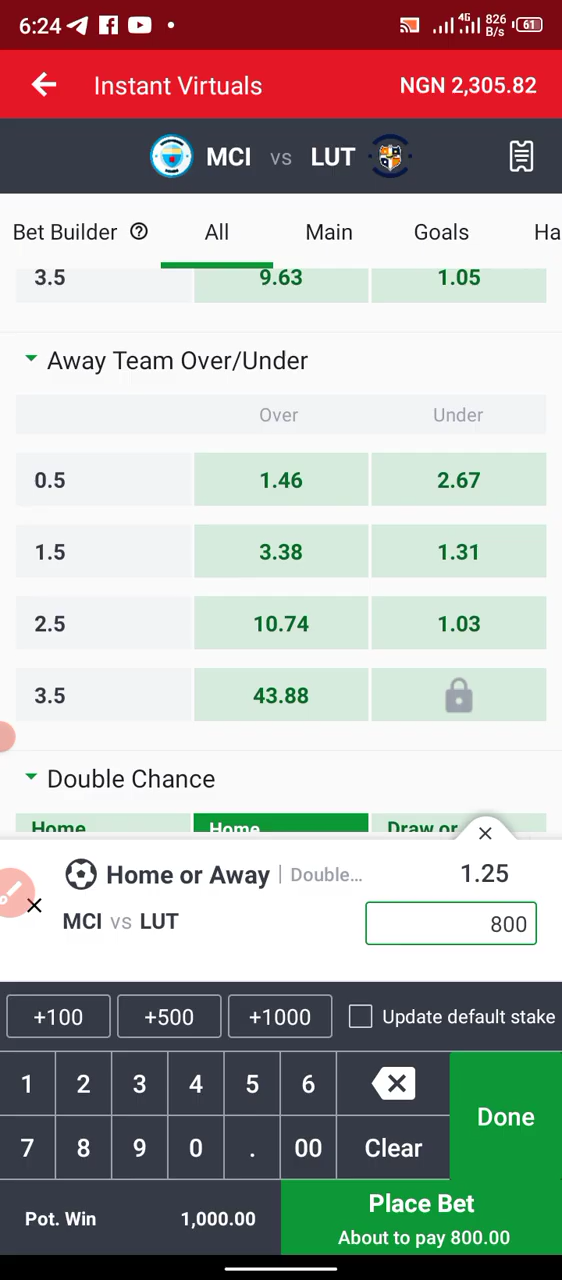 6:24 4G 826 B/s 61
Instant Virtuals NGN 2,305.82
MCI vs LUT
Bet Builder ? All Main Goals Ha
3.5 9.63 1.05
Away Team Over/Under
Over Under
0.5 1.46 2.67
1.5 3.38 1.31
2.5 10.74 1.03
3.5 43.88
Double Chance
Home Home Draw or
Home or Away | Double... 1.25
MCI vs LUT 800
+100 +500 +1000 Update default stake
1 2 3 4 5 6
Done
7 8 9 0 . 00 Clear
Place Bet
Pot. Win 1,000.00
About to pay 800.00